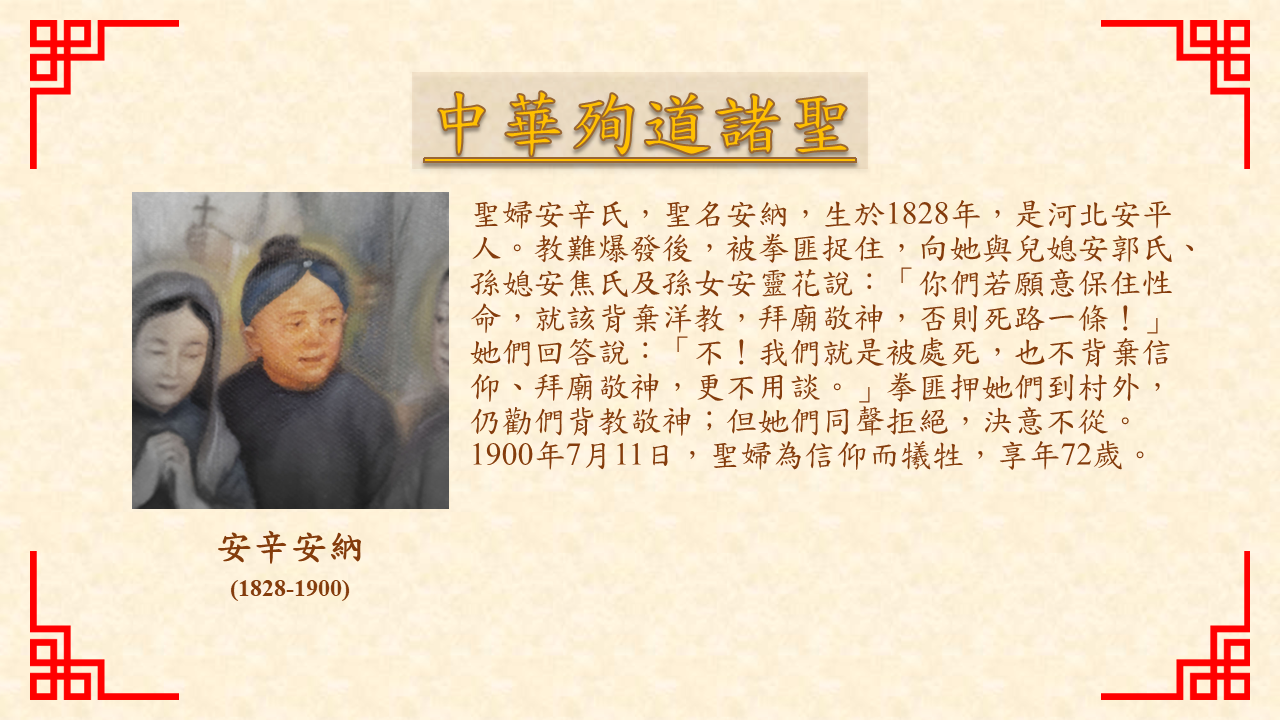 中華殉道諸聖
聖婦安辛氏，聖名安納，生於1828年，是河北安平
人。教難爆發後，被拳匪捉住，向她與兒媳安郭氏、
孫媳安焦氏及孫女安靈花說：「你們若願意保住性
命，就該背棄洋教，拜廟敬神，否則死路一條！」
她們回答說：「不！我們就是被處死，也不背棄信
仰、拜廟敬神，更不用談。」拳匪押她們到村外，
仍勸們背教敬神；但她們同聲拒絕，決意不從。
1900年7月11日，聖婦為信仰而犧牲，享年72歲。
安辛安納
(1828-1900)